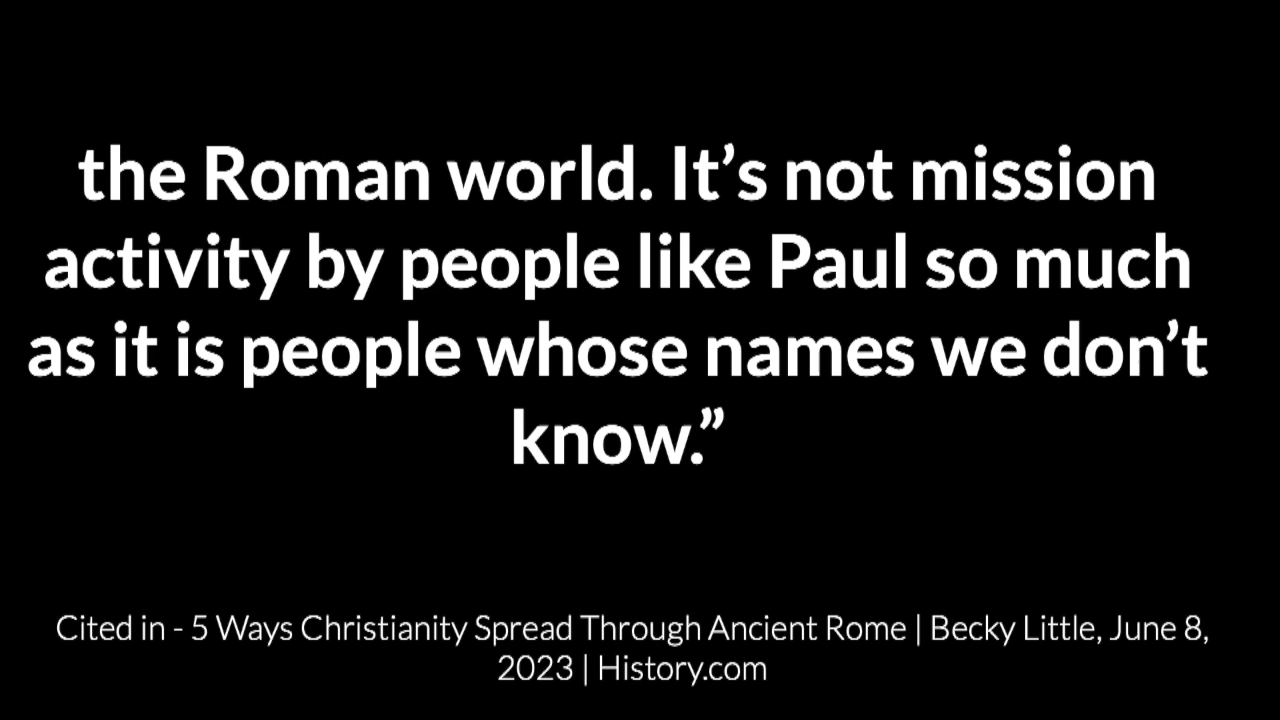 the Roman world. It’s not mission
activity by people like Paul so much
as it is people whose names we don’t
know.”
Cited in - 5 Ways Christianity Spread Through Ancient Rome | Becky Little, June 8,
2023 | History.com